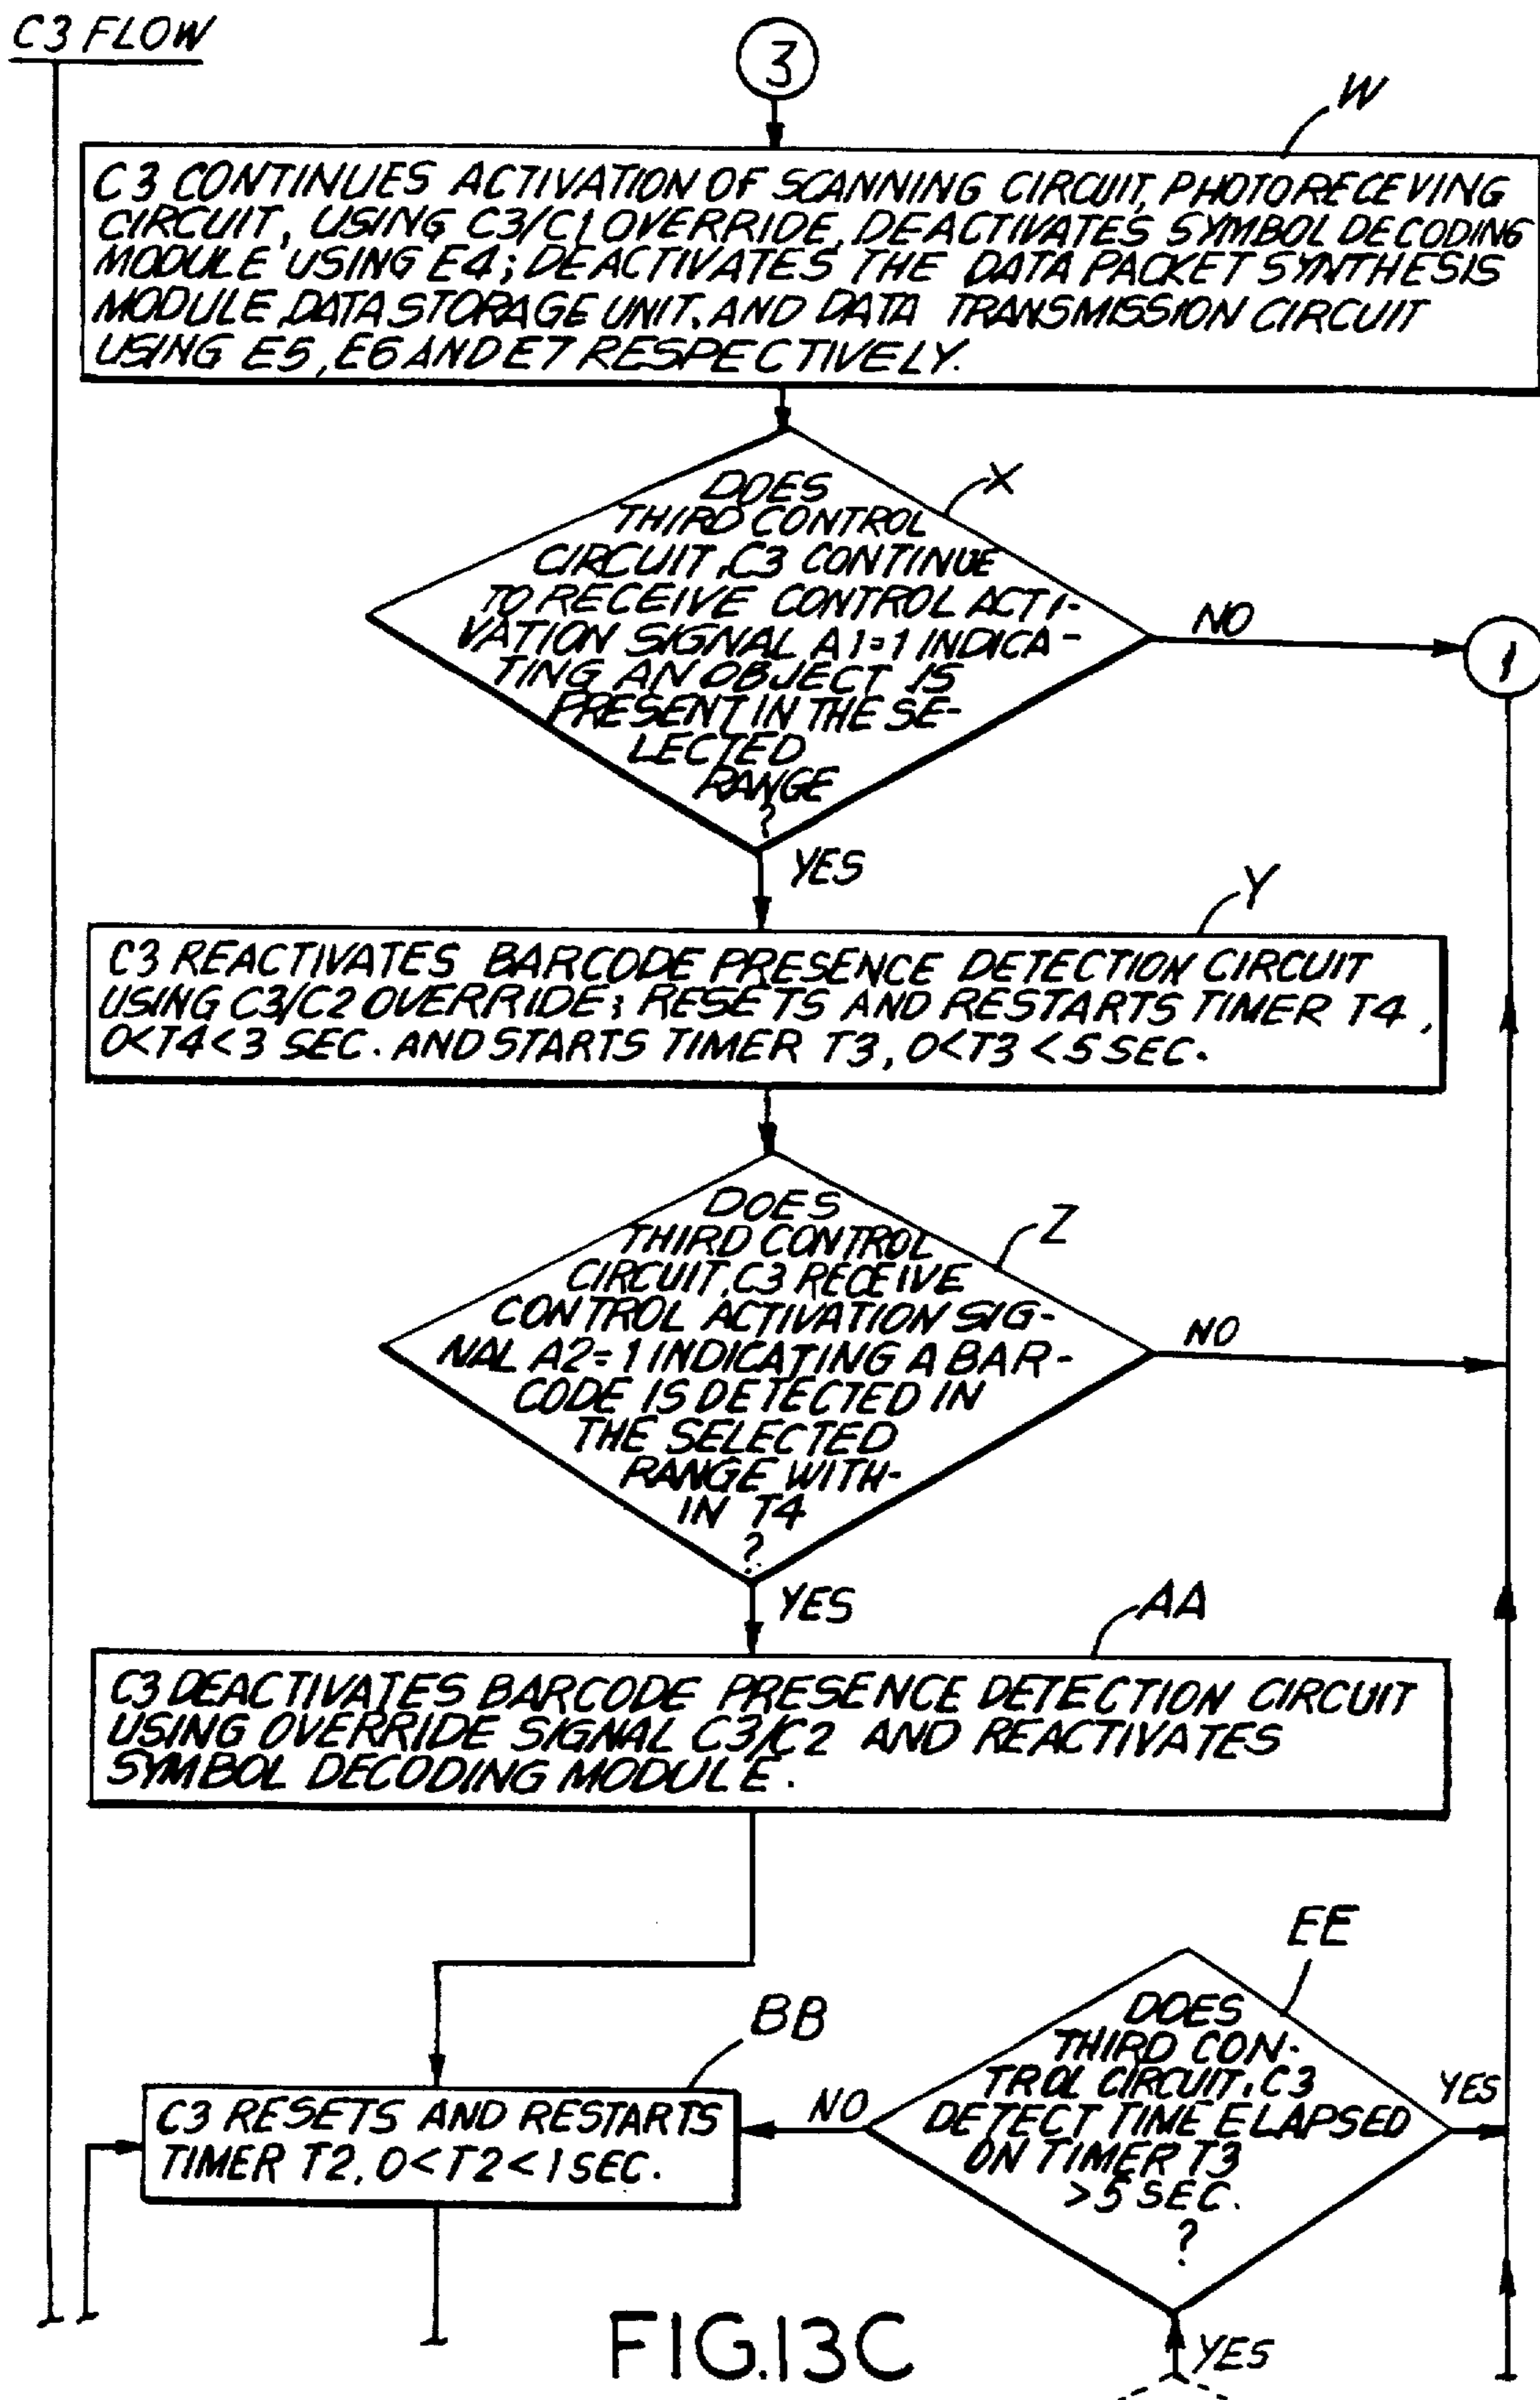 C3 FLOW
3
W
C3 CONTINUES ACTIVATION OF SCANNING CIRCUIT, PHOTORECEVING
CIRCUIT, USING C3/C1 OVERRIDE, DEACTIVATES SYMBOL DECODING
MODULE USING E4; DEACTIVATES THE DATA PACKET SYNTHESIS
MODULE, DATA STORAGE UNIT, AND DATA TRANSMISSION CIRCUIT
USING E5, E6 AND E7 RESPECTIVELY.
X
DOES
THIRD CONTROL
CIRCUIT, C3 CONTINUE
TO RECEIVE CONTROL ACTI-
VATION SIGNAL A1=1 INDICA-
TING AN OBJECT IS
PRESENT IN THE SE-
LECTED
RANGE
?
NO
1
YES
Y
C3 REACTIVATES BARCODE PRESENCE DETECTION CIRCUIT
USING C3/C2 OVERRIDE; RESETS AND RESTARTS TIMER T4,
0<T4<3 SEC. AND STARTS TIMER T3, 0<T3<5 SEC.
Z
DOES
THIRD CONTROL
CIRCUIT, C3 RECEIVE
CONTROL ACTIVATION SIG-
NAL A2=1 INDICATING A BAR-
CODE IS DETECTED IN
THE SELECTED
RANGE WITH-
IN T4
?
NO
YES
AA
C3 DEACTIVATES BARCODE PRESENCE DETECTION CIRCUIT
USING OVERRIDE SIGNAL C3/C2 AND REACTIVATES
SYMBOL DECODING MODULE.
BB
C3 RESETS AND RESTARTS
TIMER T2, 0<T2<1 SEC.
EE
DOES
THIRD CON-
TROL CIRCUIT, C3
DETECT TIME ELAPSED
ON TIMER T3
>5 SEC.
?
NO
YES
YES
FIG.13C